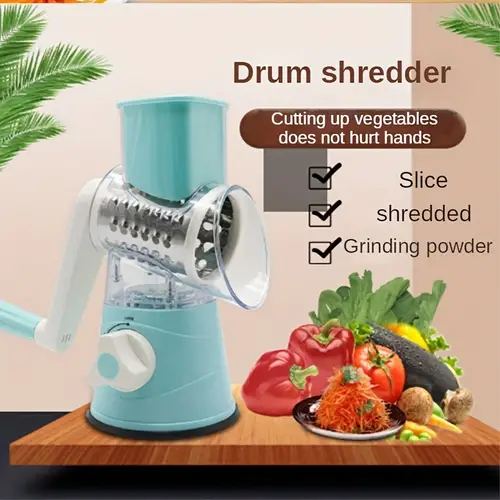 Drum shredder
Cutting up vegetables
does not hurt hands
Slice
shredded
Grinding powder